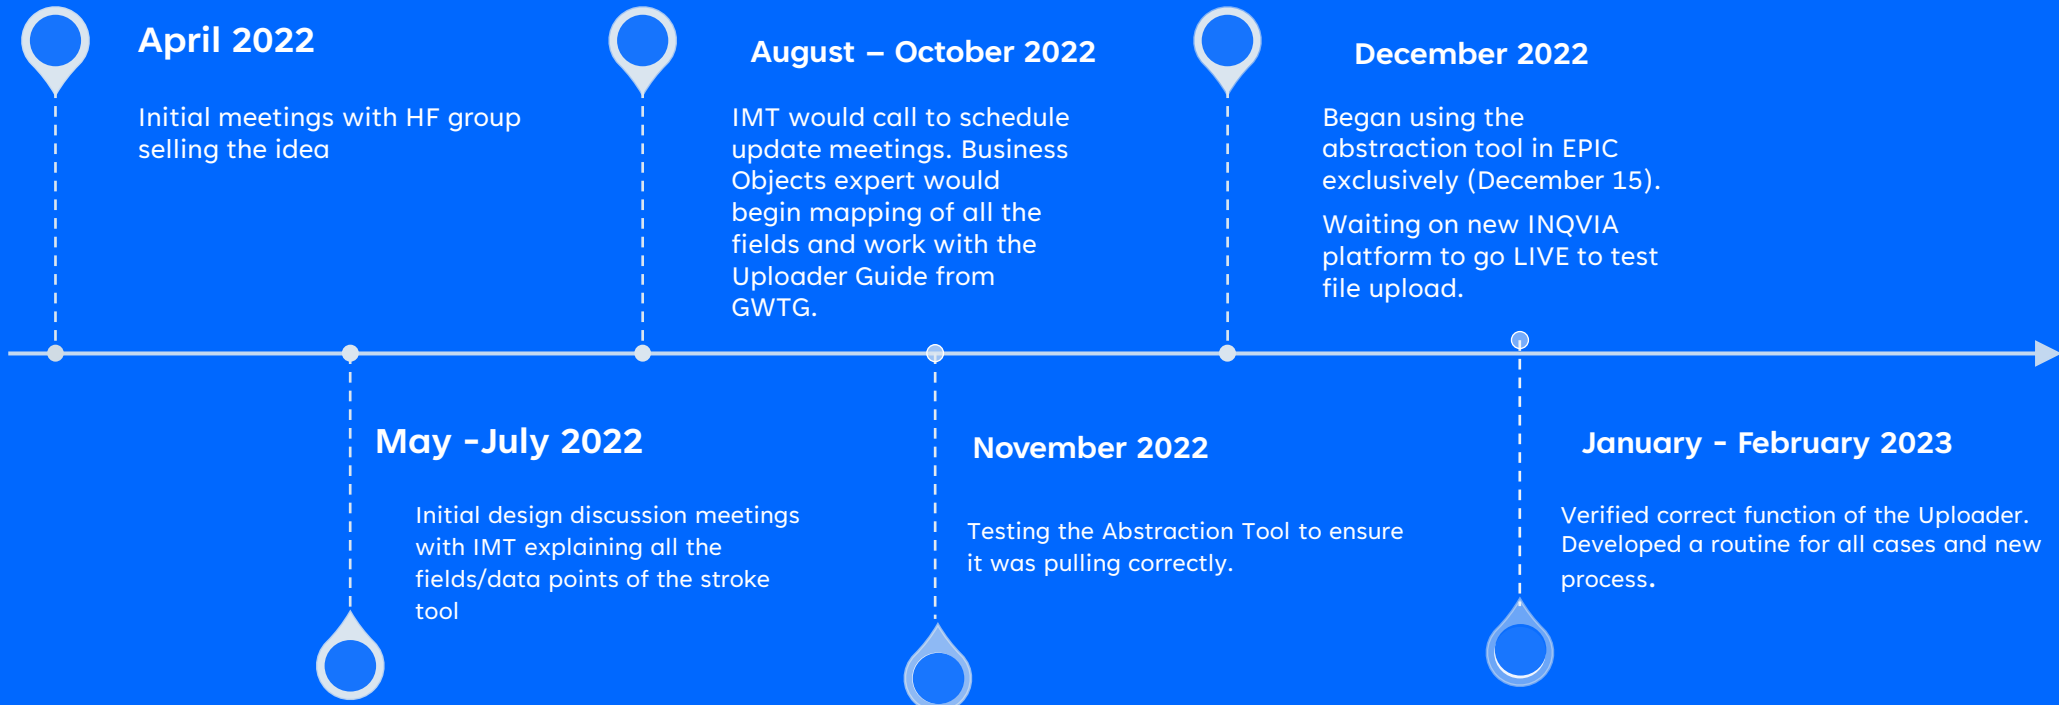 April 2022
Initial meetings with HF group
selling the idea
August – October 2022
IMT would call to schedule
update meetings. Business
Objects expert would
begin mapping of all the
fields and work with the
Uploader Guide from
GWTG.
December 2022
Began using the
abstraction tool in EPIC
exclusively (December 15).
Waiting on new INQVIA
platform to go LIVE to test
file upload.
May -July 2022
Initial design discussion meetings
with IMT explaining all the
fields/data points of the stroke
tool
November 2022
Testing the Abstraction Tool to ensure
it was pulling correctly.
January - February 2023
Verified correct function of the Uploader.
Developed a routine for all cases and new
process.